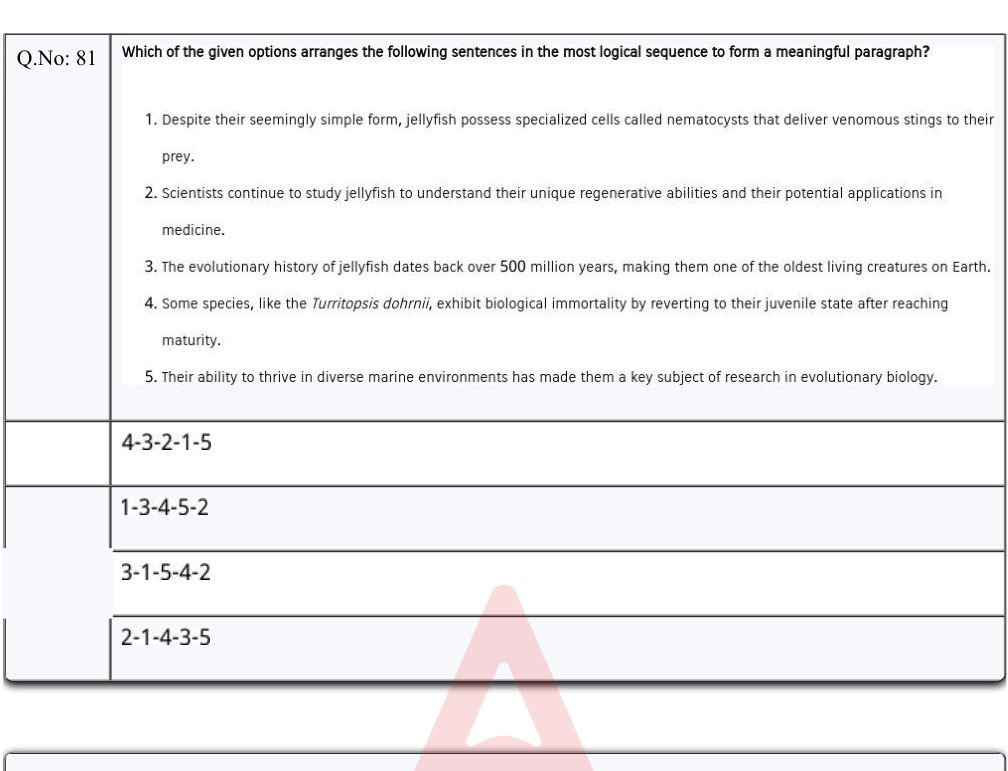 Q.No: 81
Which of the given options arranges the following sentences in the most logical sequence to form a meaningful paragraph?
1. Despite their seemingly simple form, jellyfish possess specialized cells called nematocysts that deliver venomous stings to their
prey.
2. Scientists continue to study jellyfish to understand their unique regenerative abilities and their potential applications in
medicine.
3. The evolutionary history of jellyfish dates back over 500 million years, making them one of the oldest living creatures on Earth.
4. Some species, like the Turritopsis dohrnii, exhibit biological immortality by reverting to their juvenile state after reaching
maturity.
5. Their ability to thrive in diverse marine environments has made them a key subject of research in evolutionary biology.
4-3-2-1-5
1-3-4-5-2
3-1-5-4-2
2-1-4-3-5